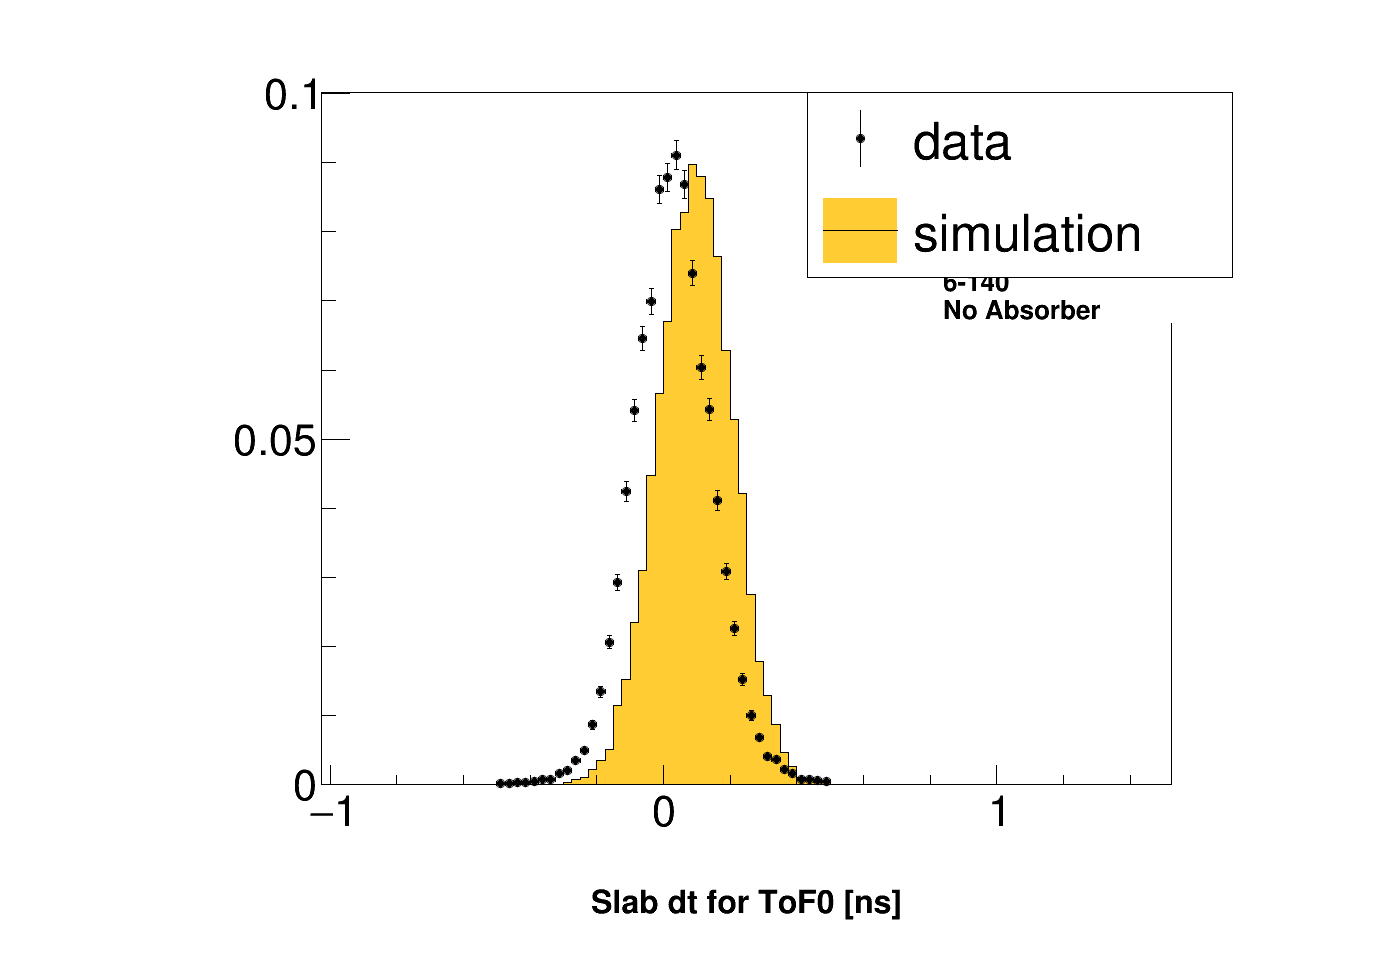 0.1
data
simulation
6-140
No Absorber
0.05
0
−1
0
1
Slab dt for ToF0 [ns]